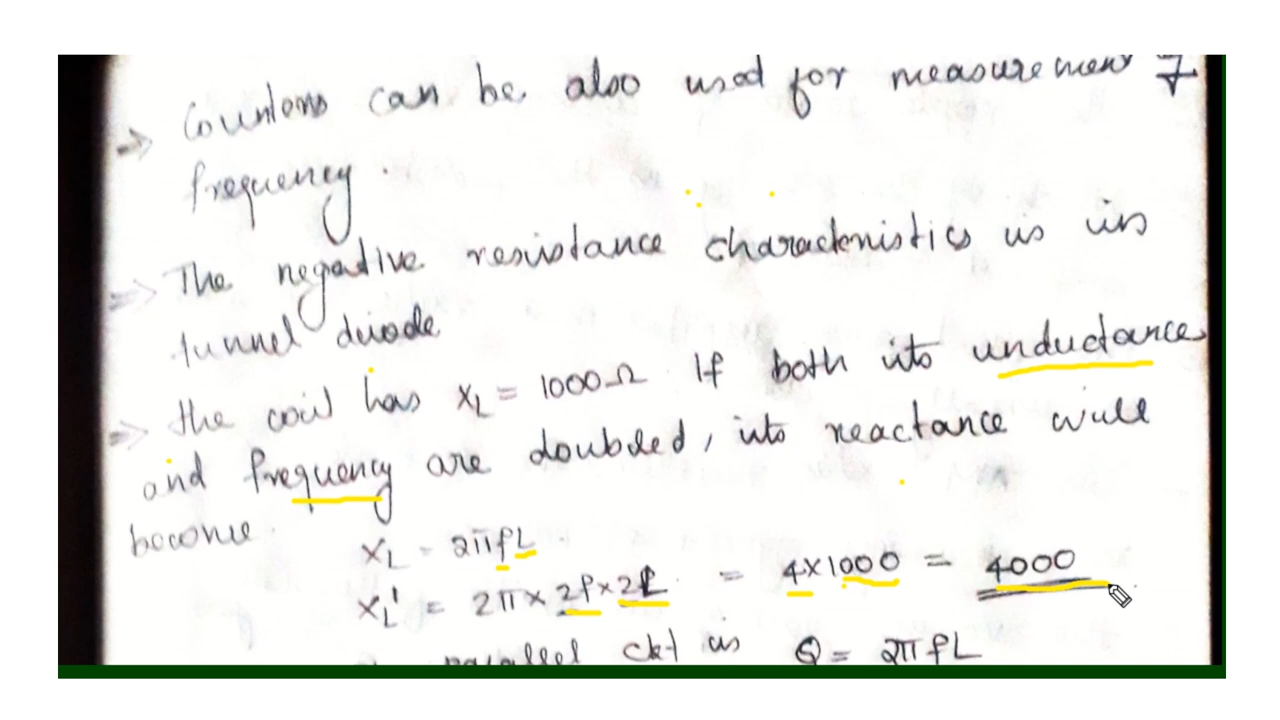 ⇒ Counters can be also used for measurement of
frequency.
⇒ The negative resistance characteristics is in
tunnel diode
⇒ the coil has XL = 1000Ω If both its inductance
and frequency are doubled, its reactance will
become
XL = 2πfL
XL' = 2π × 2f × 2L = 4×1000 = 4000
parallel ckt is Q = 2πfL